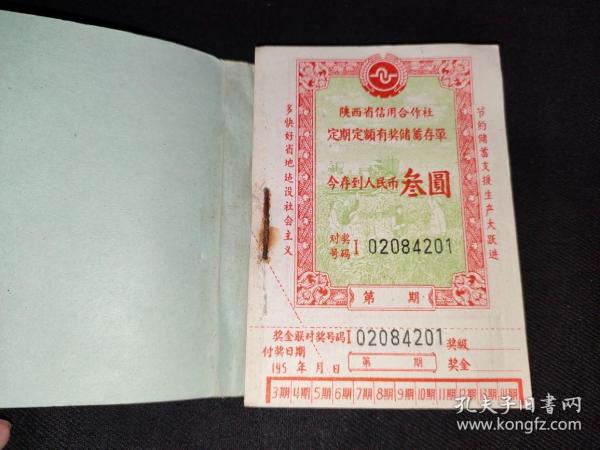 陕西省信用合作社
定期定額有奖储蓄存單
今存到人民币叁圓
对奖号码 I 02084201
第 期
多快好省地建设社会主义
节約储蓄支援生产大跃进
奖金联对奖号码 I 02084201 奖級
付奖日期
195 年 月 日 第 期 奖金
3期 4期 5期 6期 7期 8期 9期 10期 11期 12期 13期 14期
孔夫子旧书网
www.kongfz.com